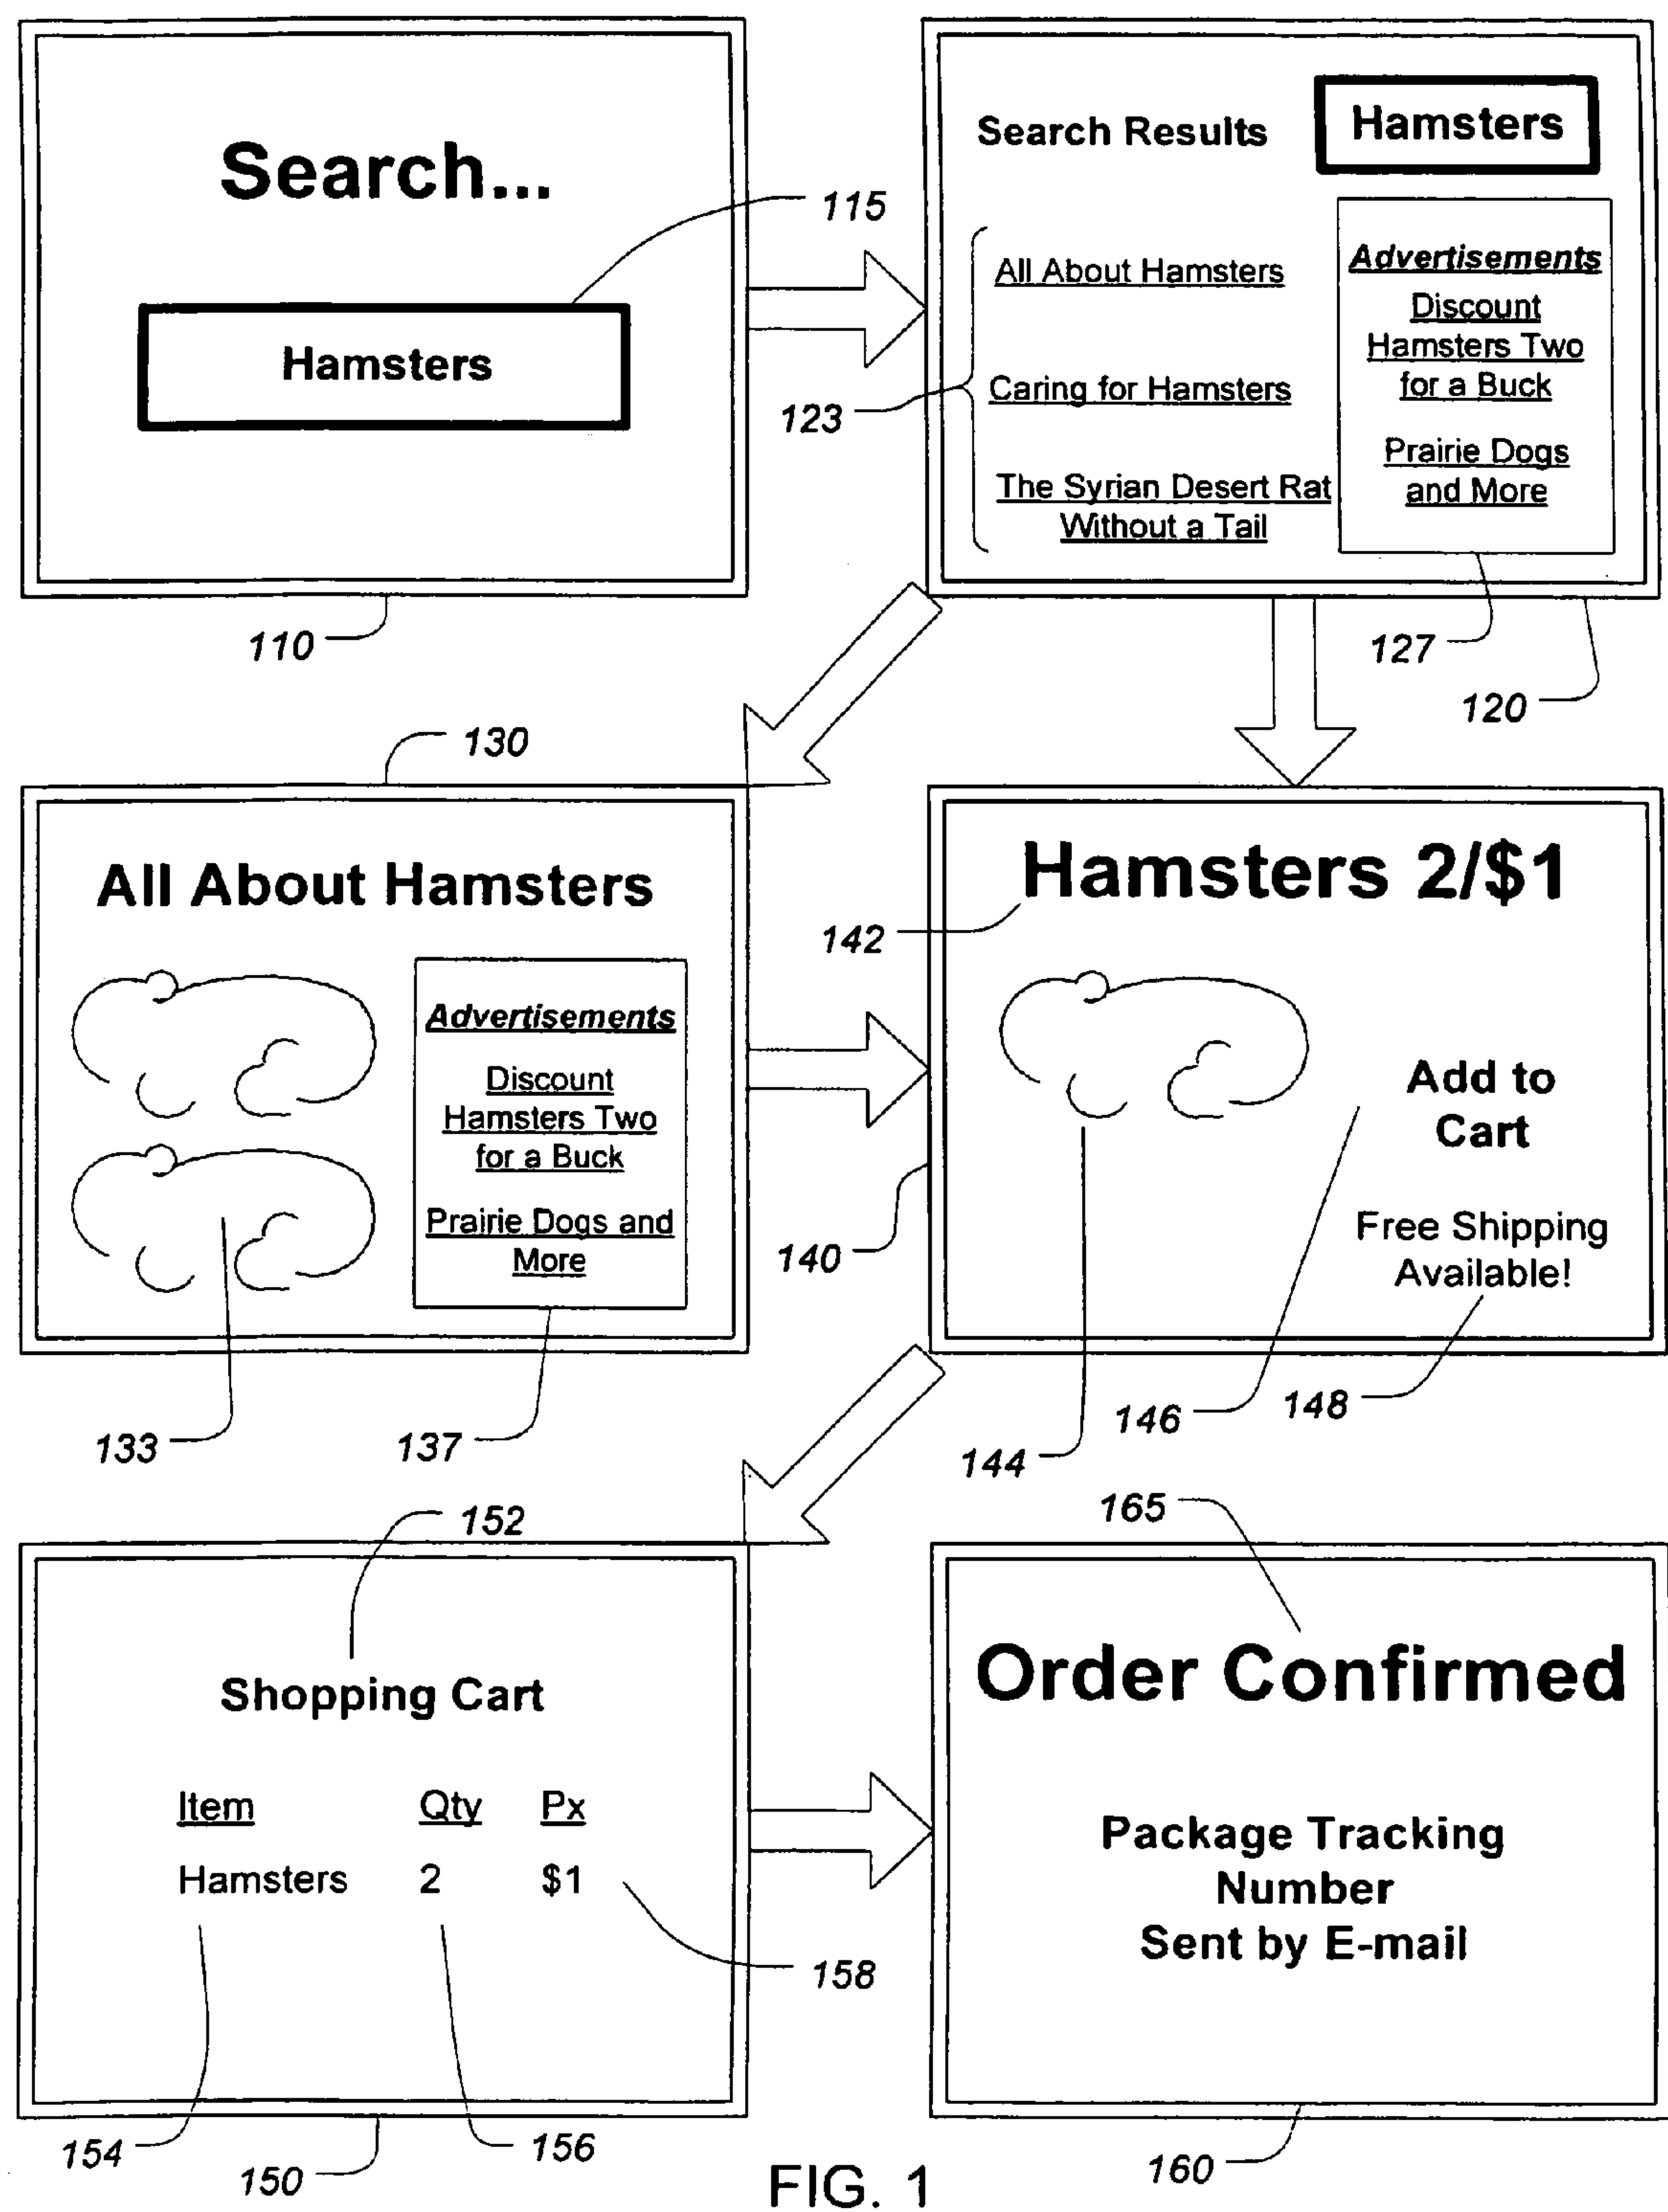 Search...
115
Hamsters
110
Search Results
Hamsters
All About Hamsters
Caring for Hamsters
The Syrian Desert Rat
Without a Tail
123
Advertisements
Discount
Hamsters Two
for a Buck
Prairie Dogs
and More
127
120
130
All About Hamsters
Advertisements
Discount
Hamsters Two
for a Buck
Prairie Dogs and
More
133
137
Hamsters 2/$1
142
Add to
Cart
Free Shipping
Available!
140
144
146
148
152
Shopping Cart
Item Qty Px
Hamsters 2 $1
158
154
156
150
165
Order Confirmed
Package Tracking
Number
Sent by E-mail
160
FIG. 1